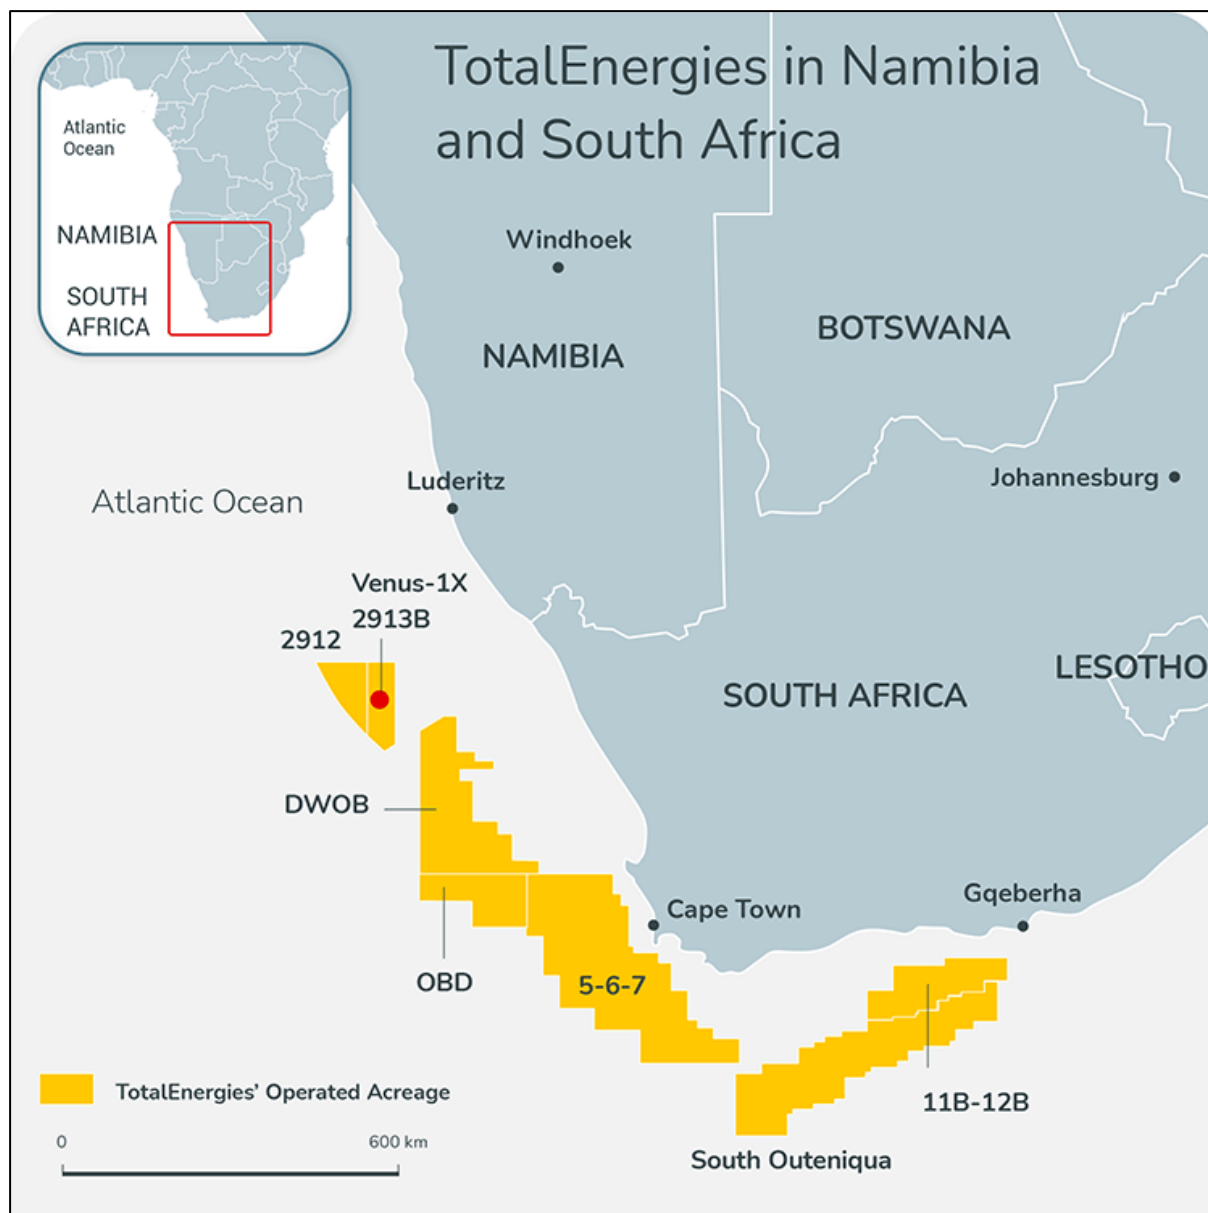 TotalEnergies in Namibia
and South Africa
Atlantic
Ocean
NAMIBIA
SOUTH
AFRICA
Windhoek
NAMIBIA
BOTSWANA
Johannesburg
Luderitz
Atlantic Ocean
Venus-1X
2913B
2912
LESOTHO
SOUTH AFRICA
DWOB
Gqeberha
Cape Town
OBD
5-6-7
11B-12B
South Outeniqua
TotalEnergies’ Operated Acreage
0
600 km